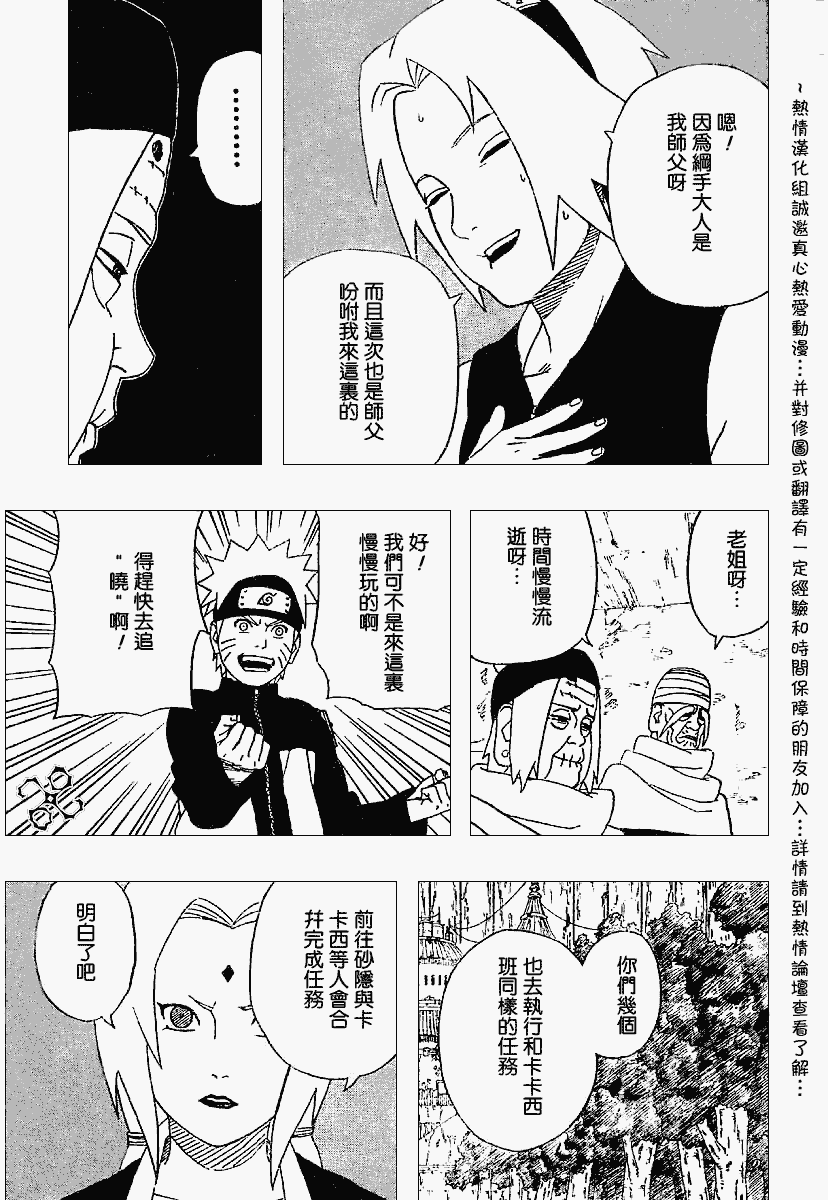 嗯！
因爲綱手大人是
我師父呀
而且這次也是師父
吩咐我來這裏的
………
老姐呀…
時間慢慢流
逝呀…
好！
我們可不是來這裏
慢慢玩的啊
得趕快去追
“曉“啊！
你們幾個
也去執行和卡卡西
班同樣的任務
前往砂隱與卡
卡西等人會合
幷完成任務
明白了吧
~熱情漢化組誠邀真心熱愛動漫…并對修圖或翻譯有一定經驗和時間保障的朋友加入…詳情請到熱情論壇查看了解…